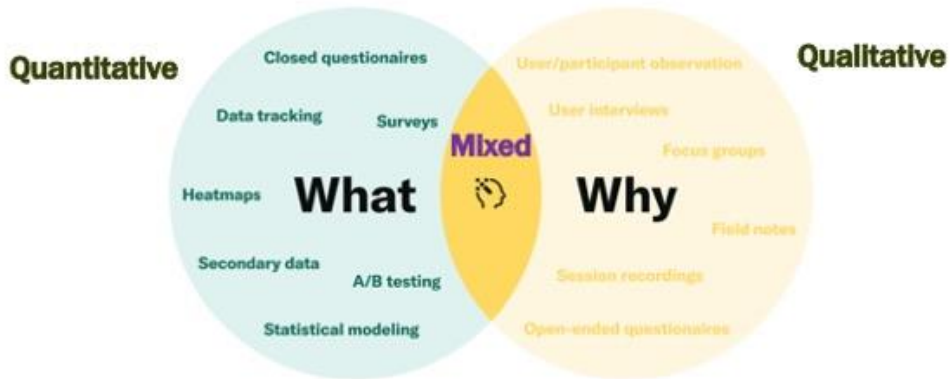 Quantitative
Closed questionaires
Data tracking
Surveys
Heatmaps
What
Secondary data
A/B testing
Statistical modeling
Mixed
Qualitative
User/participant observation
User interviews
Focus groups
Why
Field notes
Session recordings
Open-ended questionaires